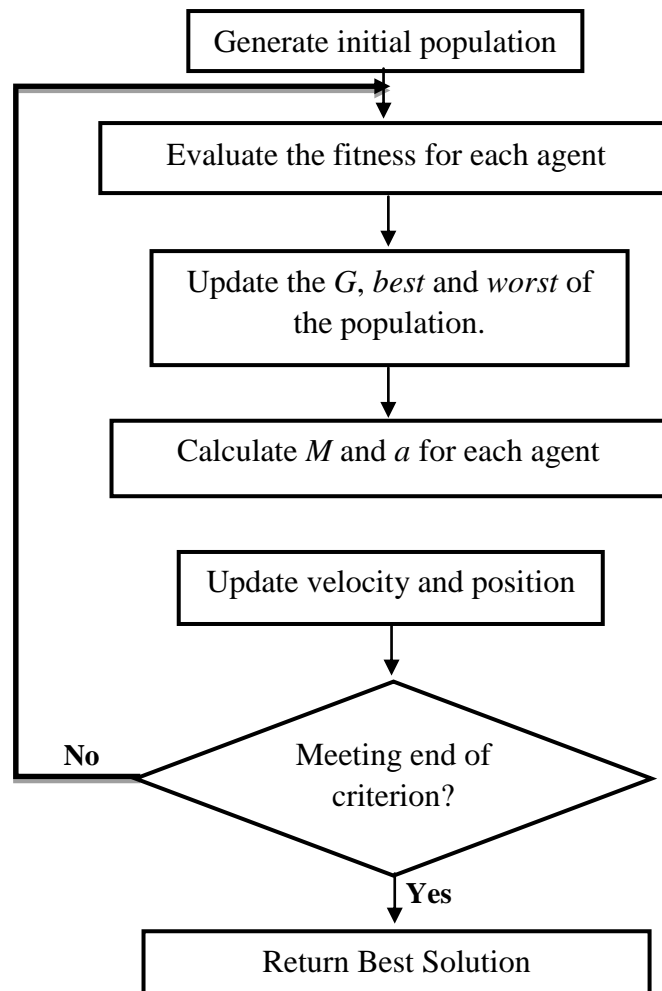 Generate initial population
Evaluate the fitness for each agent
Update the G, best and worst of
the population.
Calculate M and a for each agent
Update velocity and position
Meeting end of
criterion?
No
Yes
Return Best Solution